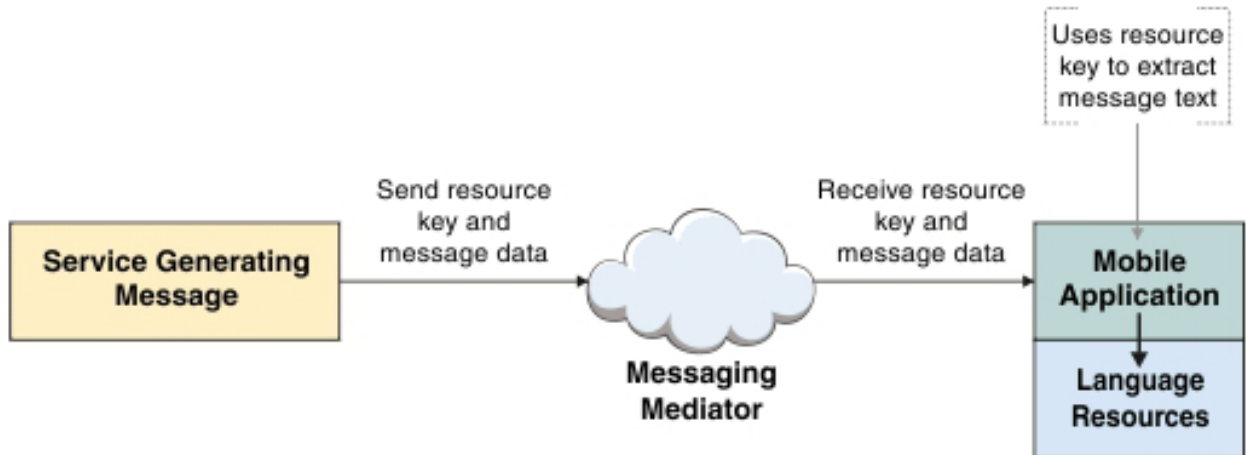 Uses resource
key to extract
message text
Send resource
key and
message data
Receive resource
key and
message data
Service Generating
Message
Messaging
Mediator
Mobile
Application
Language
Resources